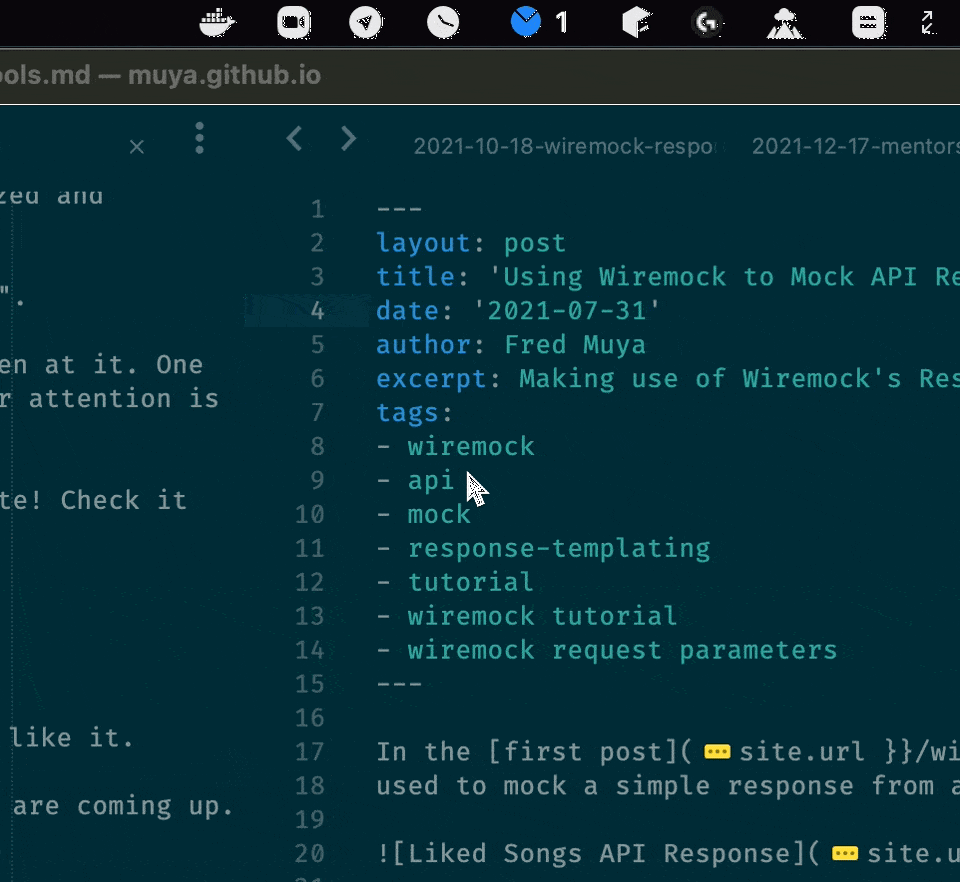 1
ools.md — muya.github.io
2021-10-18-wiremock-respo
2021-12-17-mentors
zed and
".
en at it. One
r attention is
te! Check it
like it.
are coming up.
1 ---
2 layout: post
3 title: 'Using Wiremock to Mock API Re
4 date: '2021-07-31'
5 author: Fred Muya
6 excerpt: Making use of Wiremock's Res
7 tags:
8 - wiremock
9 - api
10 - mock
11 - response-templating
12 - tutorial
13 - wiremock tutorial
14 - wiremock request parameters
15 ---
16
17 In the [first post]( site.url }}/wi
18 used to mock a simple response from a
19
20 ![Liked Songs API Response]( site.u